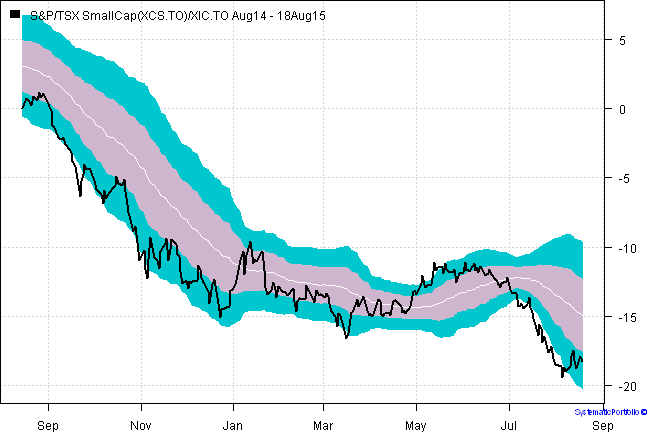 S&P/TSX SmallCap(XCS.TO)/XIC.TO Aug14 - 18Aug15
5
0
-5
-10
-15
-20
SystematicPortfolio ©
Sep Nov Jan Mar May Jul Sep